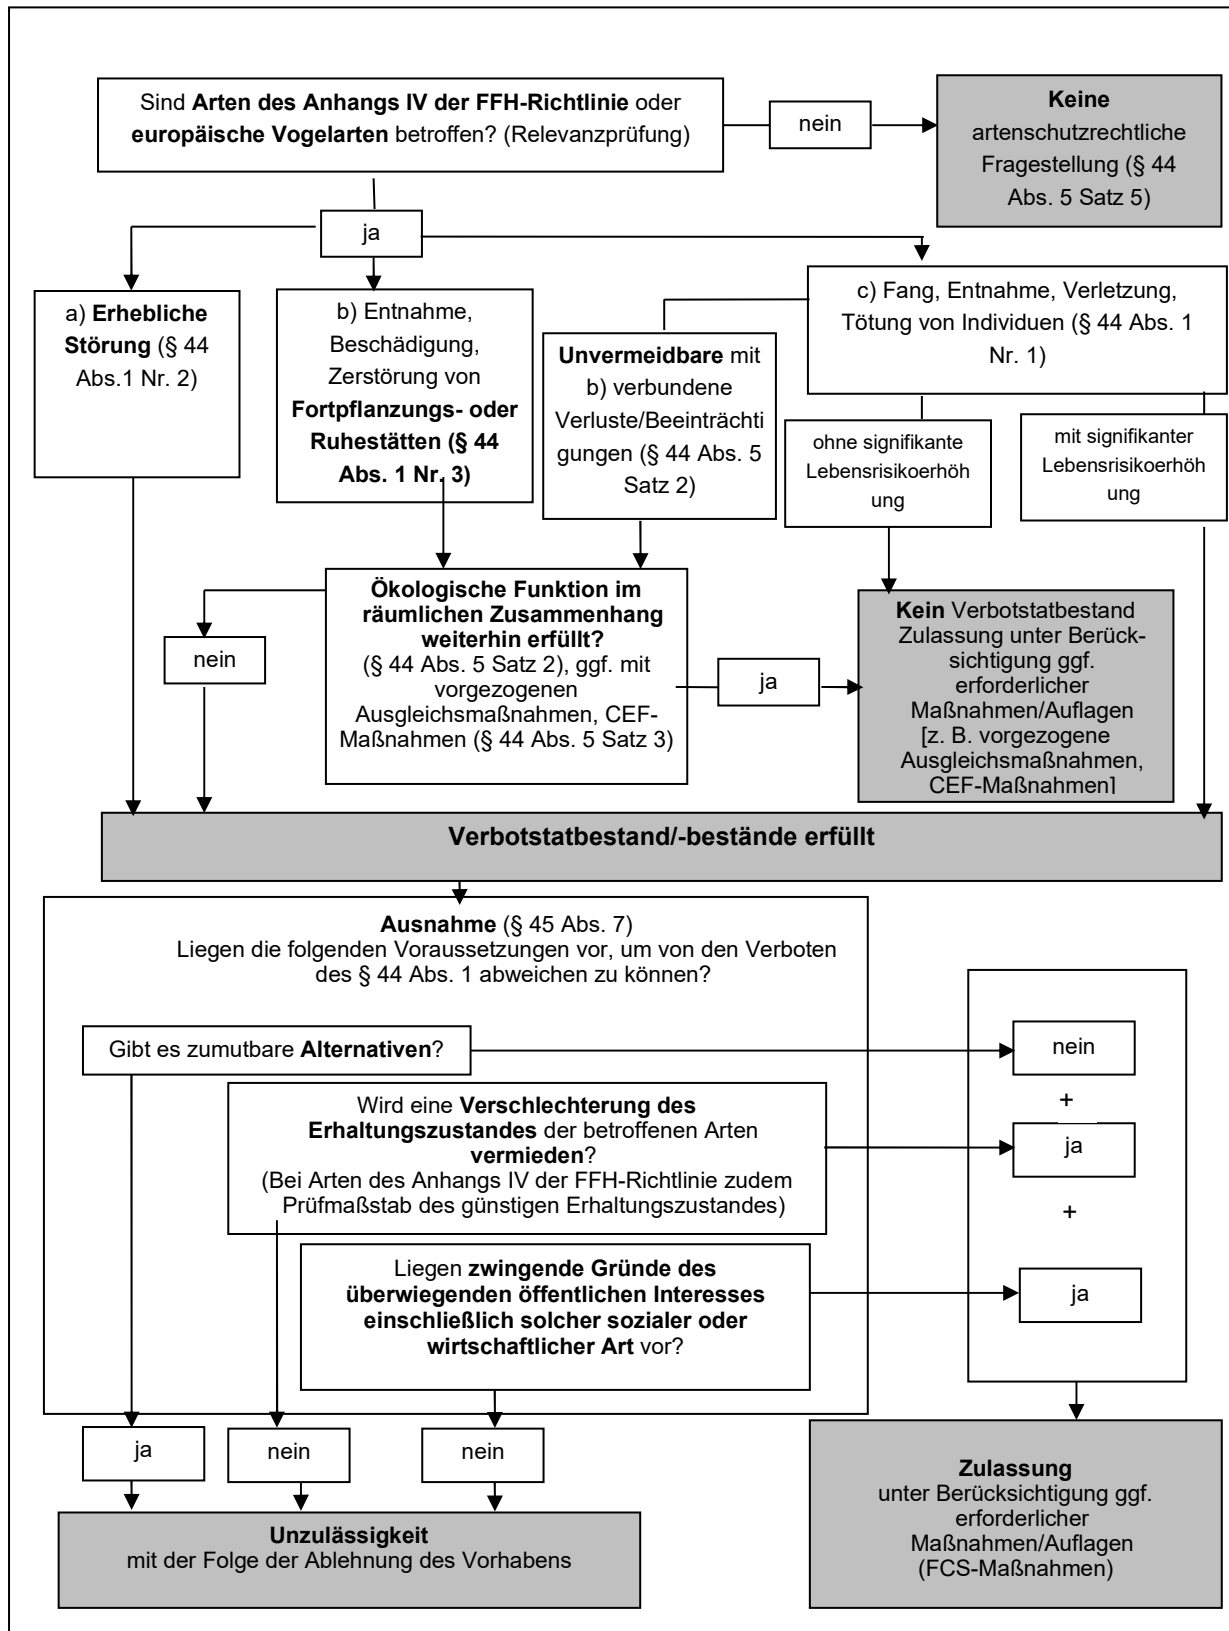 Sind Arten des Anhangs IV der FFH-Richtlinie oder
europäische Vogelarten betroffen? (Relevanzprüfung)
nein
Keine
artenschutzrechtliche
Fragestellung (§ 44
Abs. 5 Satz 5)
ja
a) Erhebliche
Störung (§ 44
Abs.1 Nr. 2)
b) Entnahme,
Beschädigung,
Zerstörung von
Fortpflanzungs- oder
Ruhestätten (§ 44
Abs. 1 Nr. 3)
Unvermeidbare mit
b) verbundene
Verluste/Beeinträchti
gungen (§ 44 Abs. 5
Satz 2)
c) Fang, Entnahme, Verletzung,
Tötung von Individuen (§ 44 Abs. 1
Nr. 1)
ohne signifikante
Lebensrisikoerhöh
ung
mit signifikanter
Lebensrisikoerhöh
ung
Ökologische Funktion im
räumlichen Zusammenhang
weiterhin erfüllt?
(§ 44 Abs. 5 Satz 2), ggf. mit
vorgezogenen
Ausgleichsmaßnahmen, CEF-
Maßnahmen (§ 44 Abs. 5 Satz 3)
nein
ja
Kein Verbotstatbestand
Zulassung unter Berück-
sichtigung ggf.
erforderlicher
Maßnahmen/Auflagen
[z. B. vorgezogene
Ausgleichsmaßnahmen,
CEF-Maßnahmen]
Verbotstatbestand/-bestände erfüllt
Ausnahme (§ 45 Abs. 7)
Liegen die folgenden Voraussetzungen vor, um von den Verboten
des § 44 Abs. 1 abweichen zu können?
Gibt es zumutbare Alternativen?
nein
+
Wird eine Verschlechterung des
Erhaltungszustandes der betroffenen Arten
vermieden?
(Bei Arten des Anhangs IV der FFH-Richtlinie zudem
Prüfmaßstab des günstigen Erhaltungszustandes)
ja
+
Liegen zwingende Gründe des
überwiegenden öffentlichen Interesses
einschließlich solcher sozialer oder
wirtschaftlicher Art vor?
ja
ja
nein
nein
Unzulässigkeit
mit der Folge der Ablehnung des Vorhabens
Zulassung
unter Berücksichtigung ggf.
erforderlicher
Maßnahmen/Auflagen
(FCS-Maßnahmen)